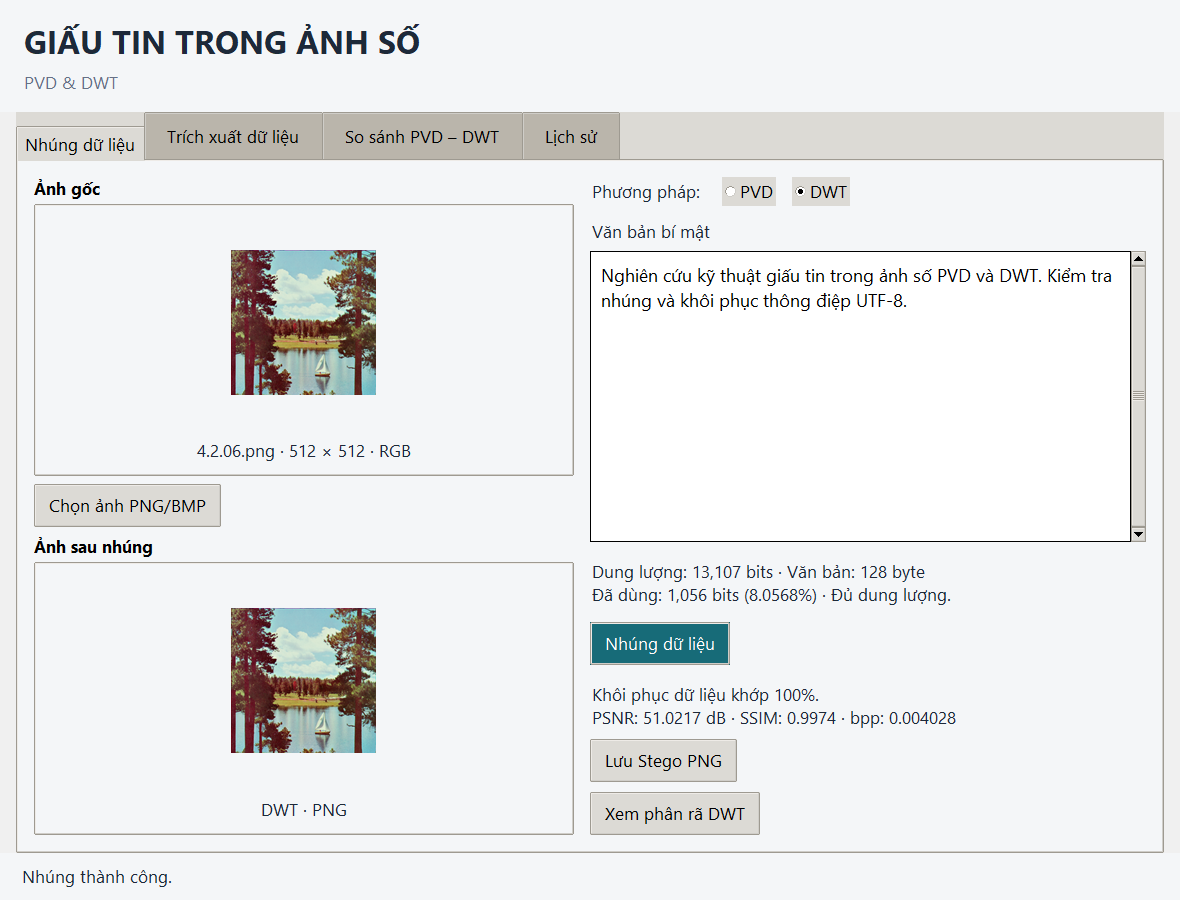 GIẤU TIN TRONG ẢNH SỐ
PVD & DWT
Nhúng dữ liệu
Trích xuất dữ liệu
So sánh PVD – DWT
Lịch sử
Ảnh gốc
4.2.06.png · 512 × 512 · RGB
Chọn ảnh PNG/BMP
Ảnh sau nhúng
DWT · PNG
Phương pháp:
PVD
DWT
Văn bản bí mật
Nghiên cứu kỹ thuật giấu tin trong ảnh số PVD và DWT. Kiểm tra
nhúng và khôi phục thông điệp UTF-8.
Dung lượng: 13,107 bits · Văn bản: 128 byte
Đã dùng: 1,056 bits (8.0568%) · Đủ dung lượng.
Nhúng dữ liệu
Khôi phục dữ liệu khớp 100%.
PSNR: 51.0217 dB · SSIM: 0.9974 · bpp: 0.004028
Lưu Stego PNG
Xem phân rã DWT
Nhúng thành công.